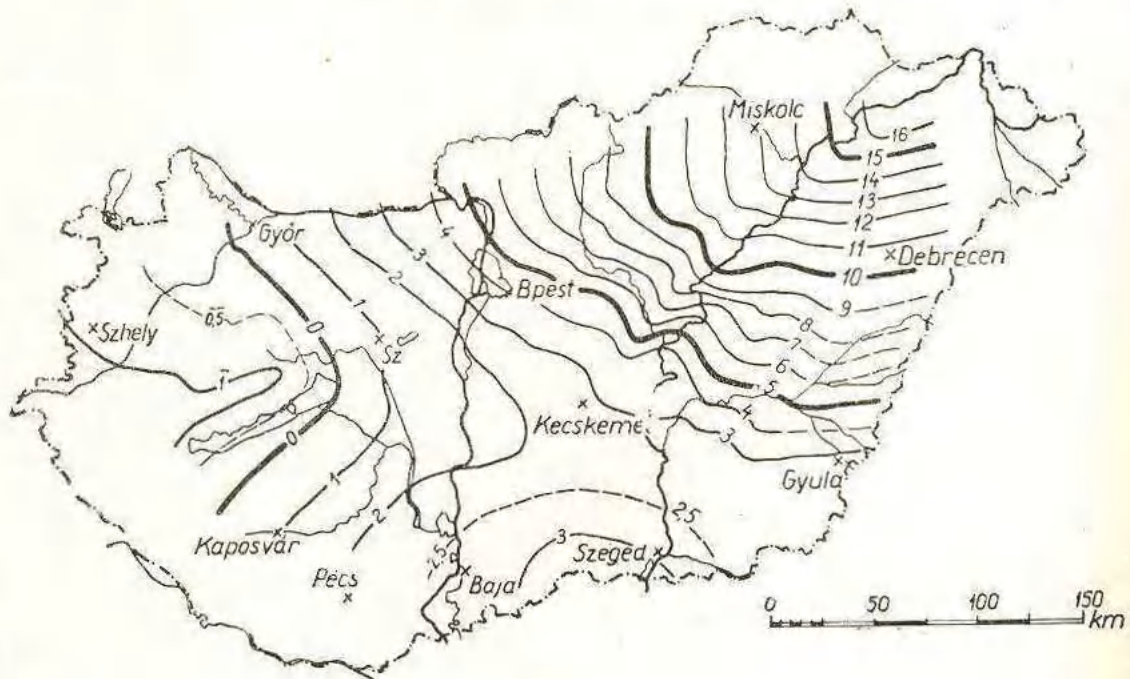 Miskolc
16
15
14
13
12
11
Debrecen
10
9
8
7
6
5
4
3
Győr
4
3
2
1
Bpest
0
0,5
Szhely
Sz
1
0
Kecskemét
Gyula
1
2
2,5
3
Kaposvár
Szeged
Pécs
2,5
Baja
0 50 100 150
km